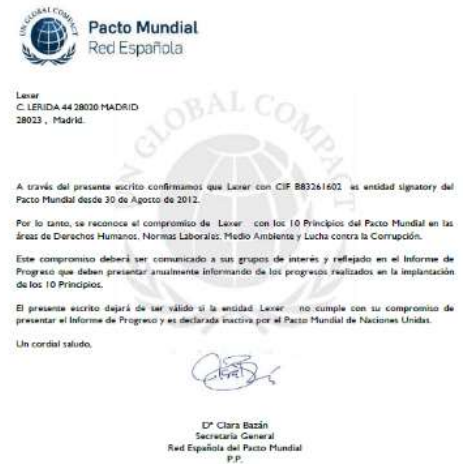 UN GLOBAL COMPACT
Pacto Mundial
Red Española
Lexer
C. LERIDA 44 28020 MADRID
28023 , Madrid.
UN GLOBAL COMPACT
A través del presente escrito confirmamos que Lexer con CIF B83261602 es entidad signatory del
Pacto Mundial desde 30 de Agosto de 2012.
Por lo tanto, se reconoce el compromiso de Lexer con los 10 Principios del Pacto Mundial en las
áreas de Derechos Humanos, Normas Laborales, Medio Ambiente y Lucha contra la Corrupción.
Este compromiso deberá ser comunicado a sus grupos de interés y reflejado en el Informe de
Progreso que deben presentar anualmente informando de los progresos realizados en la implantación
de los 10 Principios.
El presente escrito dejará de ser válido si la entidad Lexer no cumple con su compromiso de
presentar el Informe de Progreso y es declarada inactiva por el Pacto Mundial de Naciones Unidas.
Un cordial saludo,
Dª Clara Bazán
Secretaria General
Red Española del Pacto Mundial
P.P.